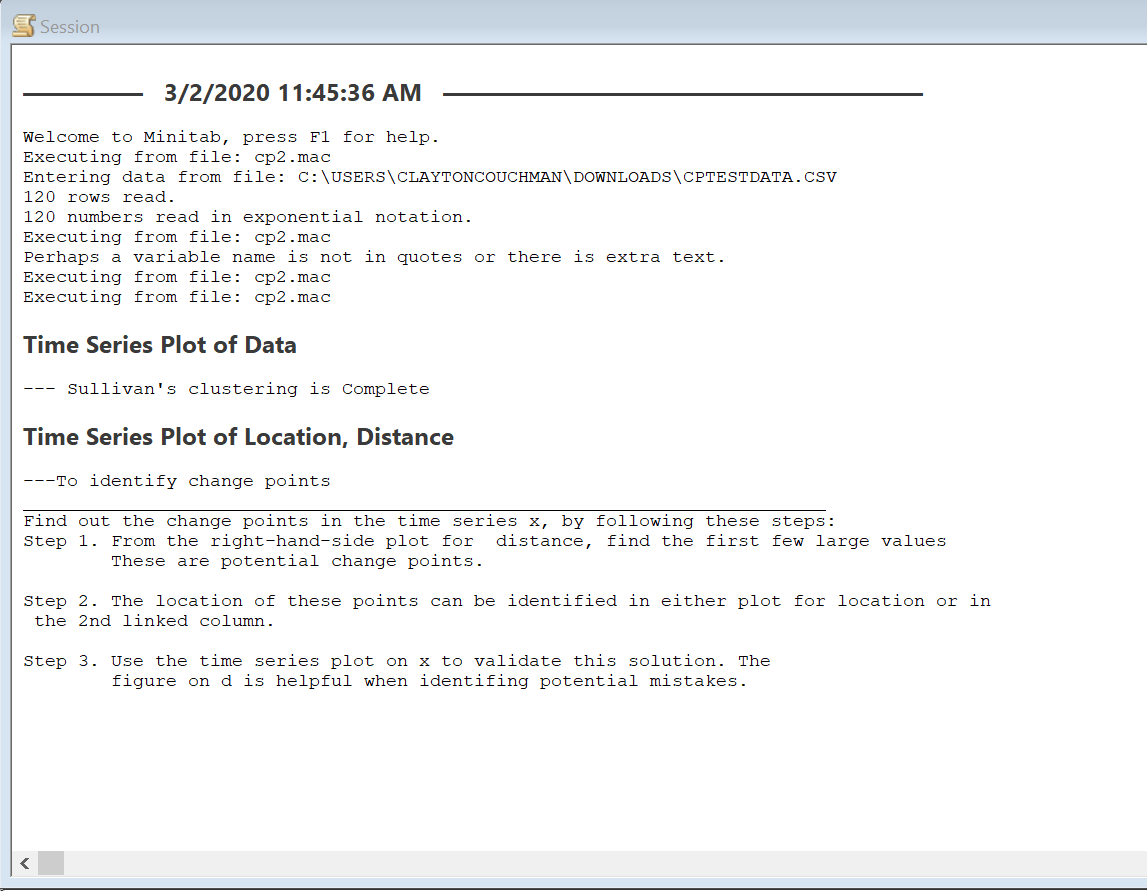 Session
3/2/2020 11:45:36 AM
Welcome to Minitab, press F1 for help.
Executing from file: cp2.mac
Entering data from file: C:\USERS\CLAYTONCOUCHMAN\DOWNLOADS\CPTESTDATA.CSV
120 rows read.
120 numbers read in exponential notation.
Executing from file: cp2.mac
Perhaps a variable name is not in quotes or there is extra text.
Executing from file: cp2.mac
Executing from file: cp2.mac
Time Series Plot of Data
--- Sullivan's clustering is Complete
Time Series Plot of Location, Distance
---To identify change points
Find out the change points in the time series x, by following these steps:
Step 1. From the right-hand-side plot for  distance, find the first few large values
These are potential change points.
Step 2. The location of these points can be identified in either plot for location or in
the 2nd linked column.
Step 3. Use the time series plot on x to validate this solution. The
figure on d is helpful when identifing potential mistakes.